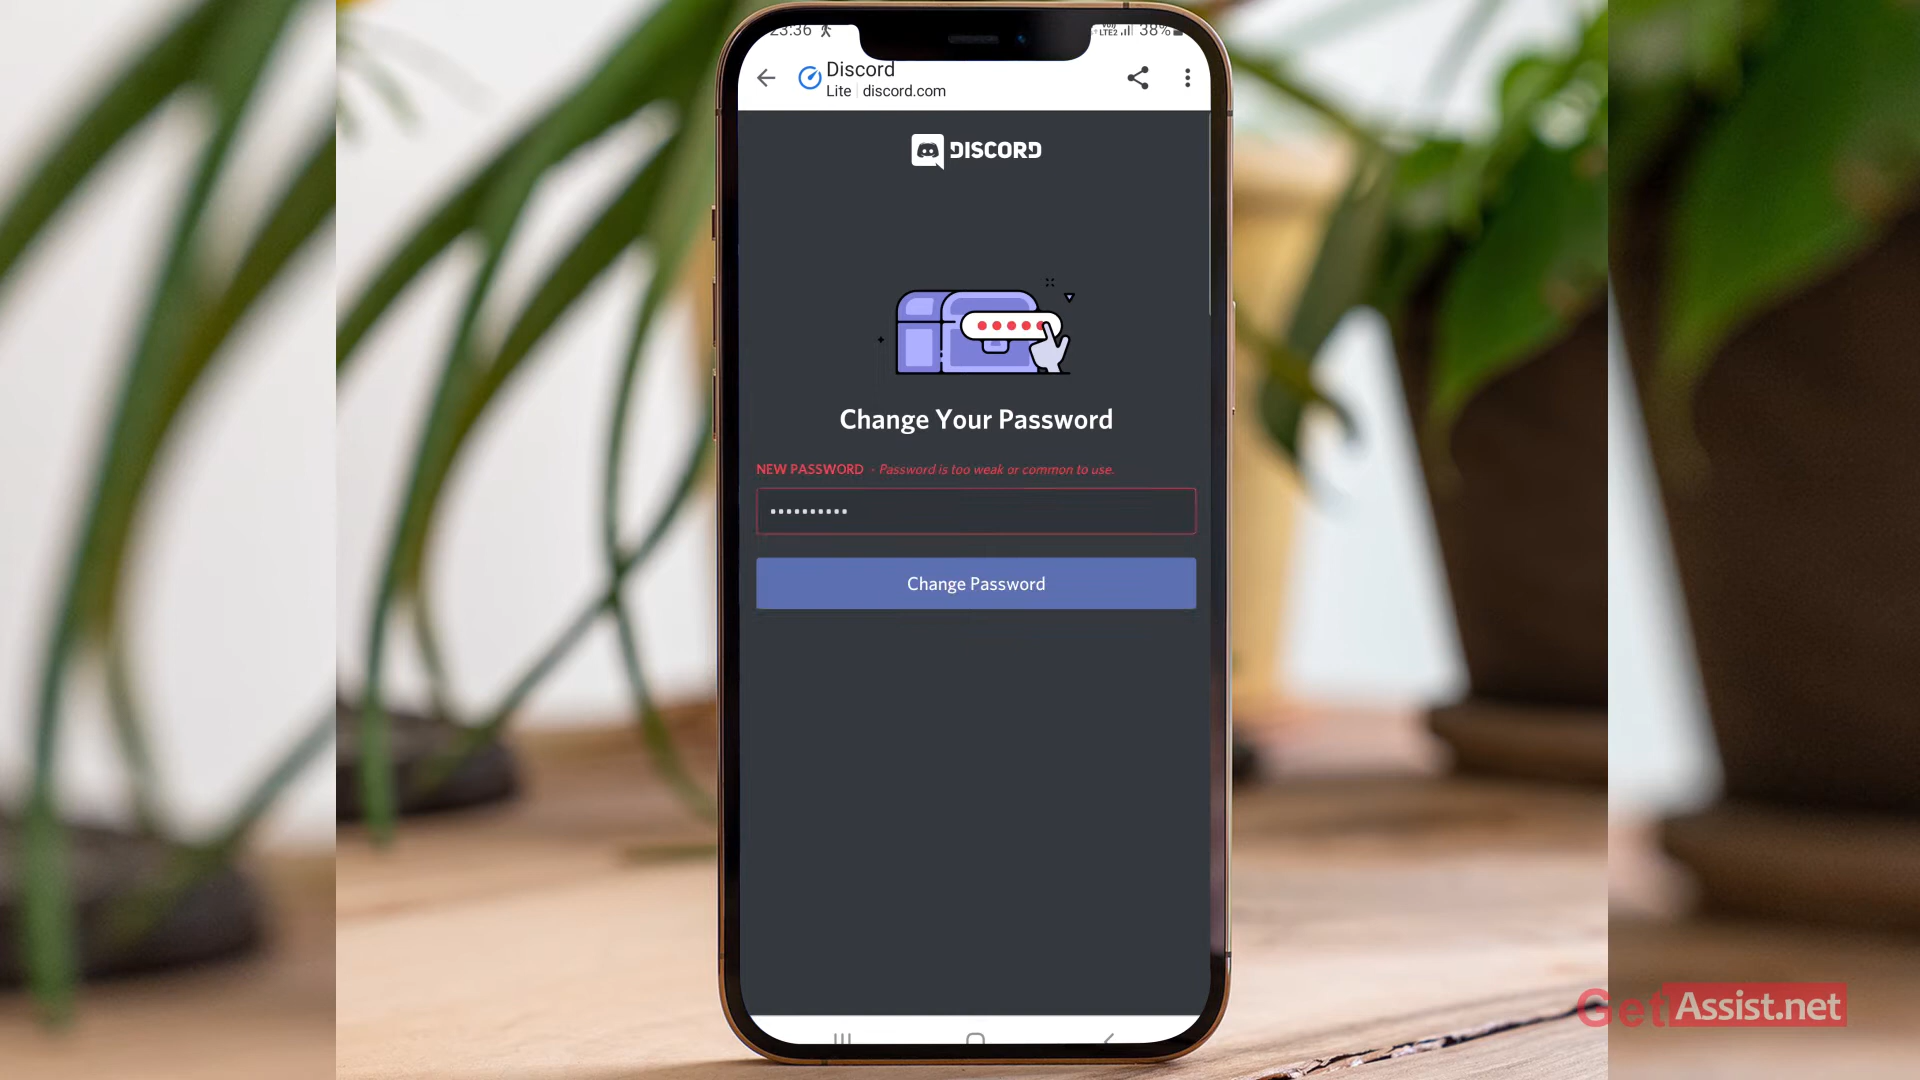 23:36 LTE2 38%
Discord
Lite discord.com
DISCORD
Change Your Password
NEW PASSWORD - Password is too weak or common to use.
Change Password
GetAssist.net